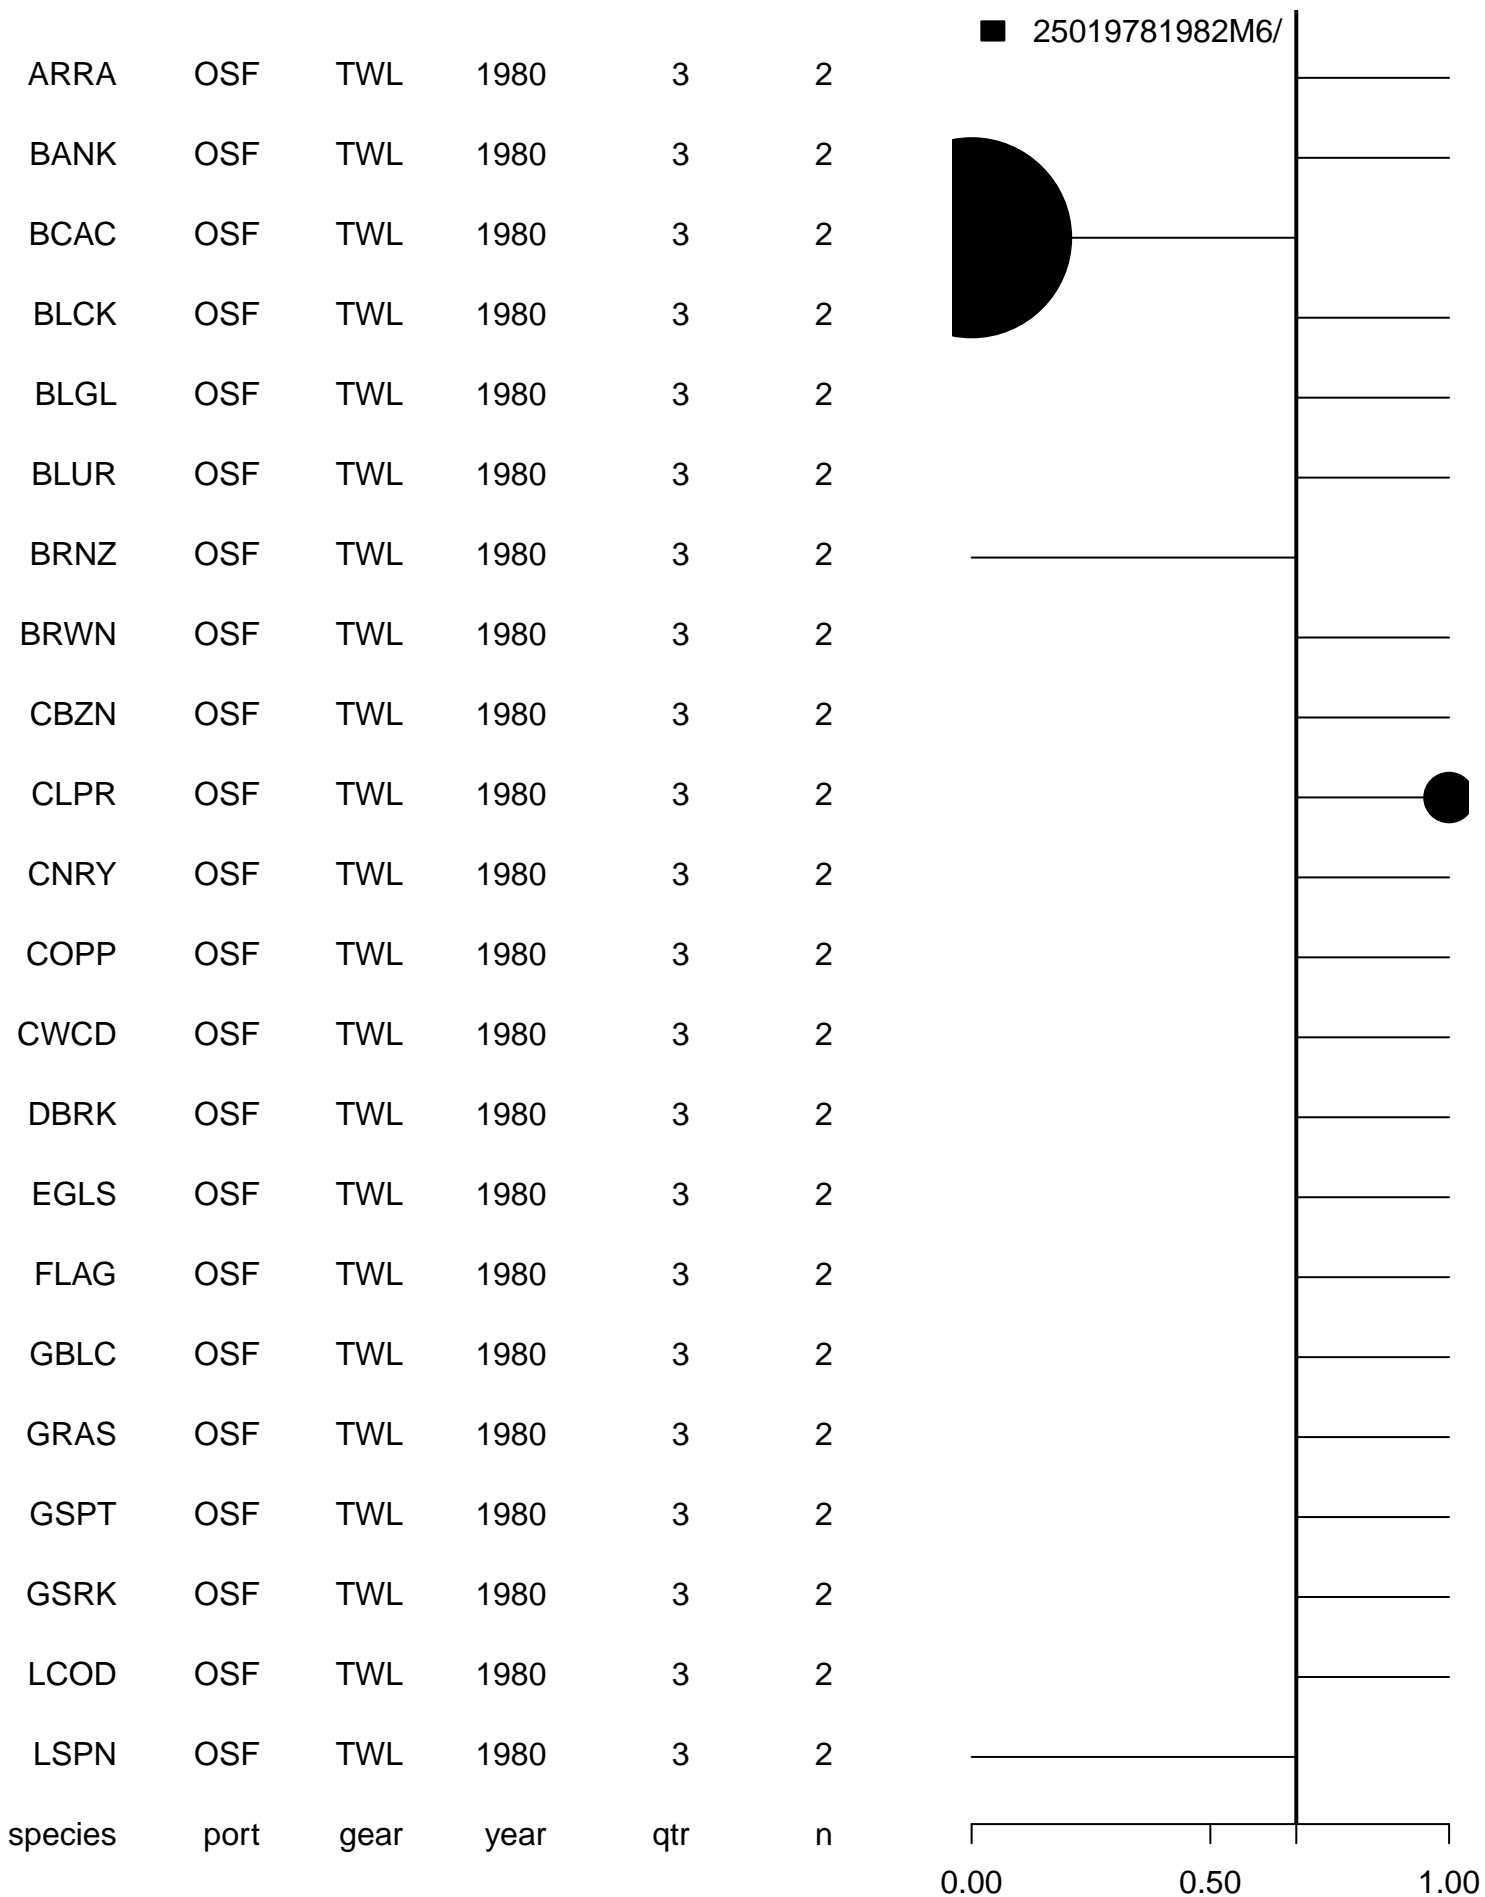 25019781982M6/
ARRA OSF TWL 1980 3 2
BANK OSF TWL 1980 3 2
BCAC OSF TWL 1980 3 2
BLCK OSF TWL 1980 3 2
BLGL OSF TWL 1980 3 2
BLUR OSF TWL 1980 3 2
BRNZ OSF TWL 1980 3 2
BRWN OSF TWL 1980 3 2
CBZN OSF TWL 1980 3 2
CLPR OSF TWL 1980 3 2
CNRY OSF TWL 1980 3 2
COPP OSF TWL 1980 3 2
CWCD OSF TWL 1980 3 2
DBRK OSF TWL 1980 3 2
EGLS OSF TWL 1980 3 2
FLAG OSF TWL 1980 3 2
GBLC OSF TWL 1980 3 2
GRAS OSF TWL 1980 3 2
GSPT OSF TWL 1980 3 2
GSRK OSF TWL 1980 3 2
LCOD OSF TWL 1980 3 2
LSPN OSF TWL 1980 3 2
species port gear year qtr n
0.00 0.50 1.00